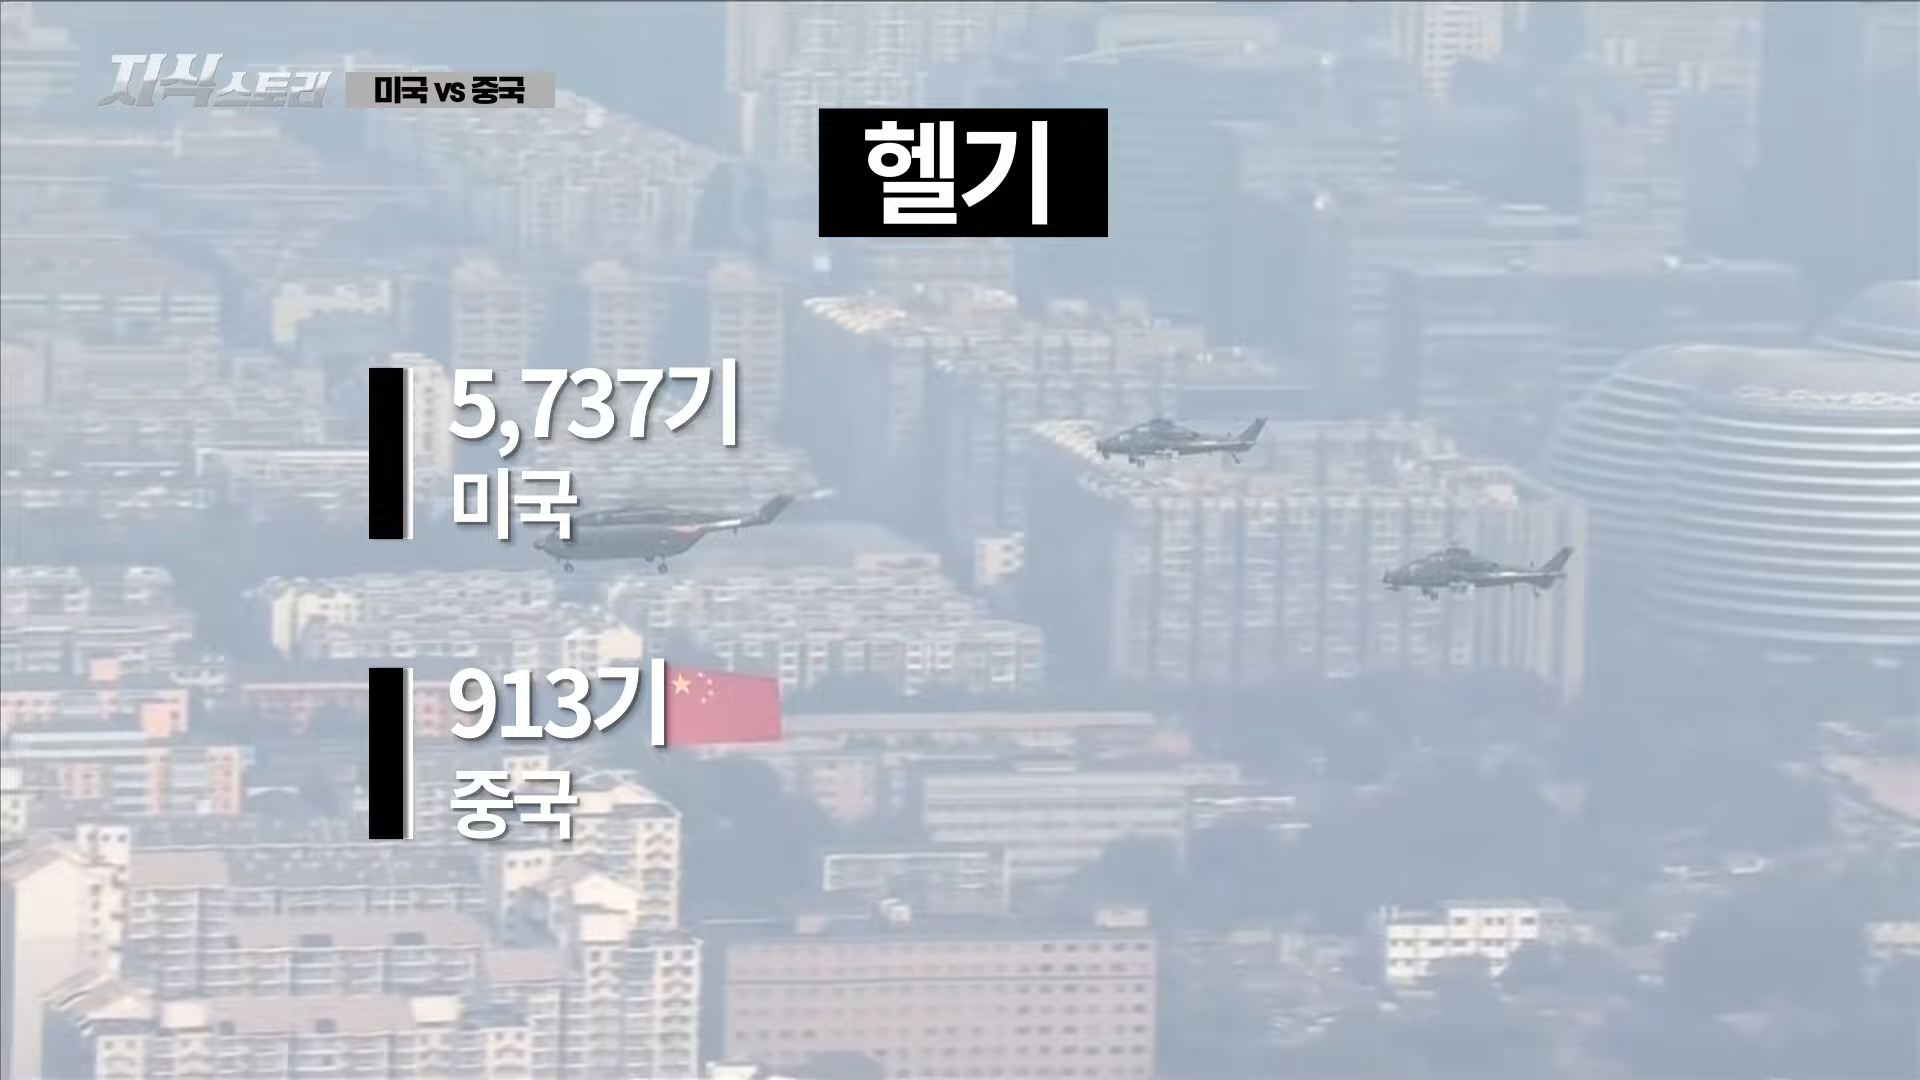 지식스토리 미국 vs 중국
헬기
5,737기
미국
913기
중국